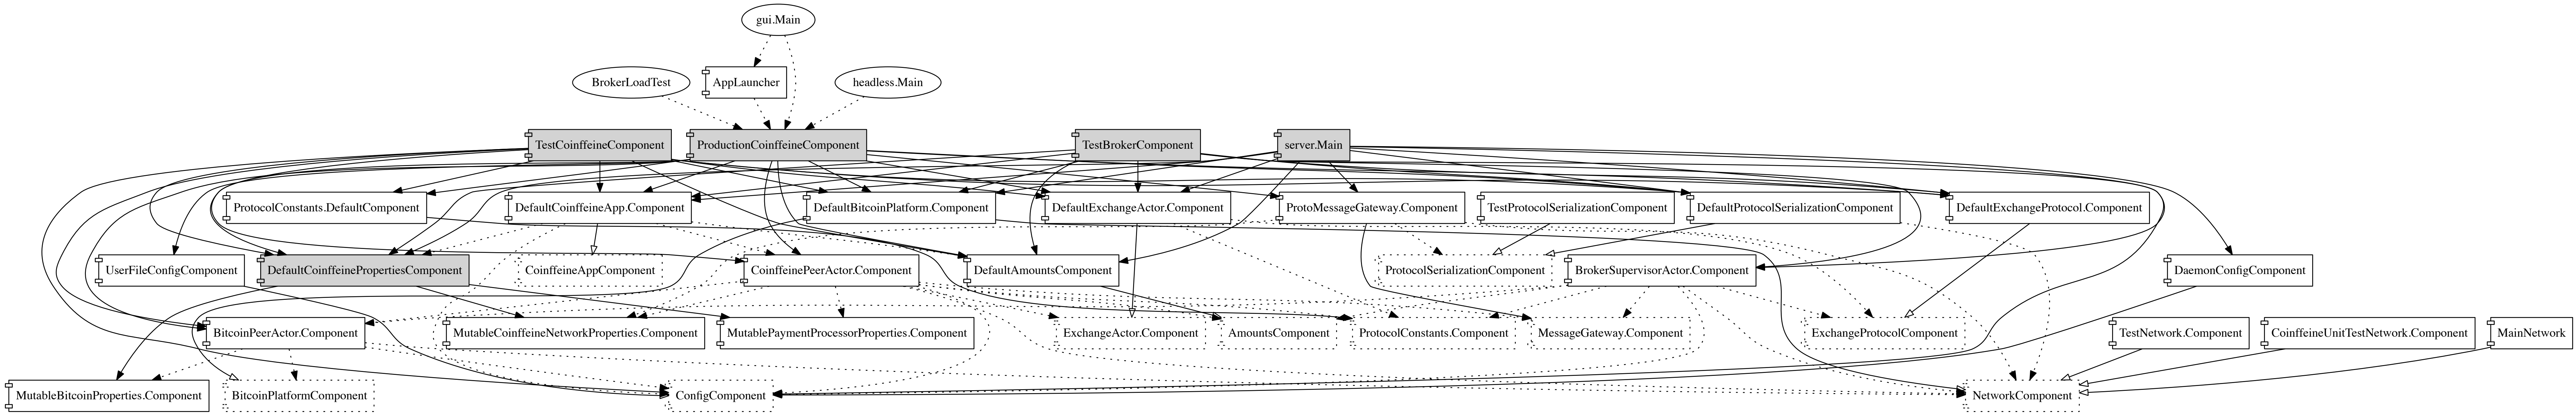 gui.Main
BrokerLoadTest
AppLauncher
headless.Main
TestCoinffeineComponent
ProductionCoinffeineComponent
TestBrokerComponent
server.Main
ProtocolConstants.DefaultComponent
DefaultCoinffeineApp.Component
DefaultBitcoinPlatform.Component
DefaultExchangeActor.Component
ProtoMessageGateway.Component
TestProtocolSerializationComponent
DefaultProtocolSerializationComponent
DefaultExchangeProtocol.Component
UserFileConfigComponent
DefaultCoinffeinePropertiesComponent
CoinffeineAppComponent
CoinffeinePeerActor.Component
DefaultAmountsComponent
ProtocolSerializationComponent
BrokerSupervisorActor.Component
DaemonConfigComponent
BitcoinPeerActor.Component
MutableCoinffeineNetworkProperties.Component
MutablePaymentProcessorProperties.Component
ExchangeActor.Component
AmountsComponent
ProtocolConstants.Component
MessageGateway.Component
ExchangeProtocolComponent
TestNetwork.Component
CoinffeineUnitTestNetwork.Component
MainNetwork
MutableBitcoinProperties.Component
BitcoinPlatformComponent
ConfigComponent
NetworkComponent